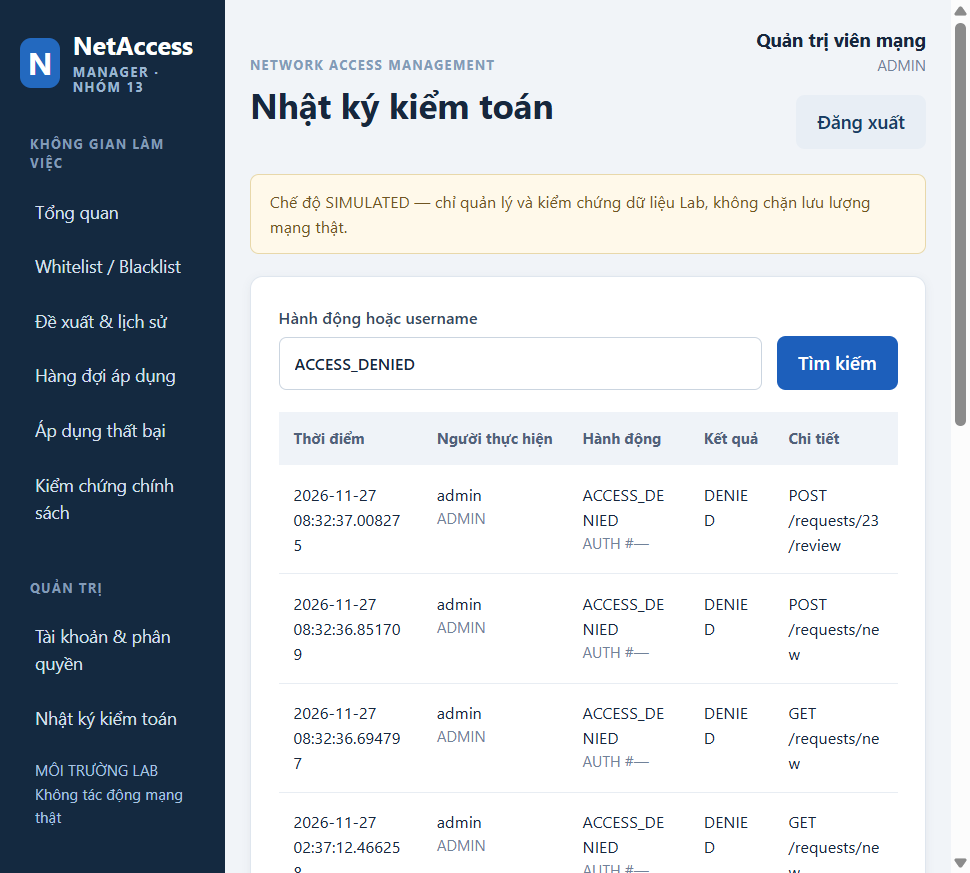 N
NetAccess
MANAGER ·
NHÓM 13
KHÔNG GIAN LÀM
VIỆC
Tổng quan
Whitelist / Blacklist
Đề xuất & lịch sử
Hàng đợi áp dụng
Áp dụng thất bại
Kiểm chứng chính
sách
QUẢN TRỊ
Tài khoản & phân
quyền
Nhật ký kiểm toán
MÔI TRƯỜNG LAB
Không tác động mạng
thật
NETWORK ACCESS MANAGEMENT
Nhật ký kiểm toán
Quản trị viên mạng
ADMIN
Đăng xuất
Chế độ SIMULATED — chỉ quản lý và kiểm chứng dữ liệu Lab, không chặn lưu lượng
mạng thật.
Hành động hoặc username
ACCESS_DENIED
Tìm kiếm
Thời điểm Người thực hiện Hành động Kết quả Chi tiết
2026-11-27 admin ACCESS_DE DENIE POST
08:32:37.00827 ADMIN NIED D /requests/23
5 AUTH #— /review
2026-11-27 admin ACCESS_DE DENIE POST
08:32:36.85170 ADMIN NIED D /requests/ne
9 AUTH #— w
2026-11-27 admin ACCESS_DE DENIE GET
08:32:36.69479 ADMIN NIED D /requests/ne
7 AUTH #— w
2026-11-27 admin ACCESS_DE DENIE GET
02:37:12.46625 ADMIN NIED D /requests/ne
8 AUTH #— w